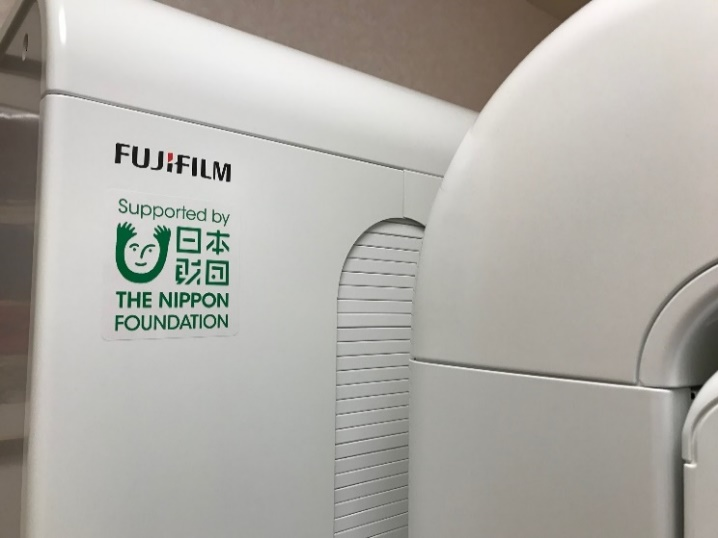 FUJIFILM
Supported by
日本
財団
THE NIPPON
FOUNDATION